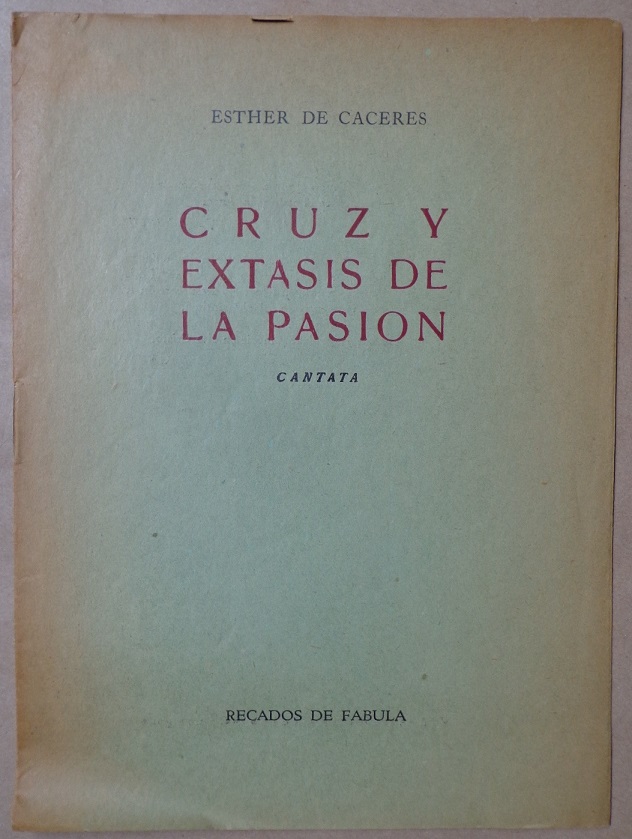 ESTHER DE CACERES
CRUZ Y
EXTASIS DE
LA PASION
CANTATA
RECADOS DE FABULA